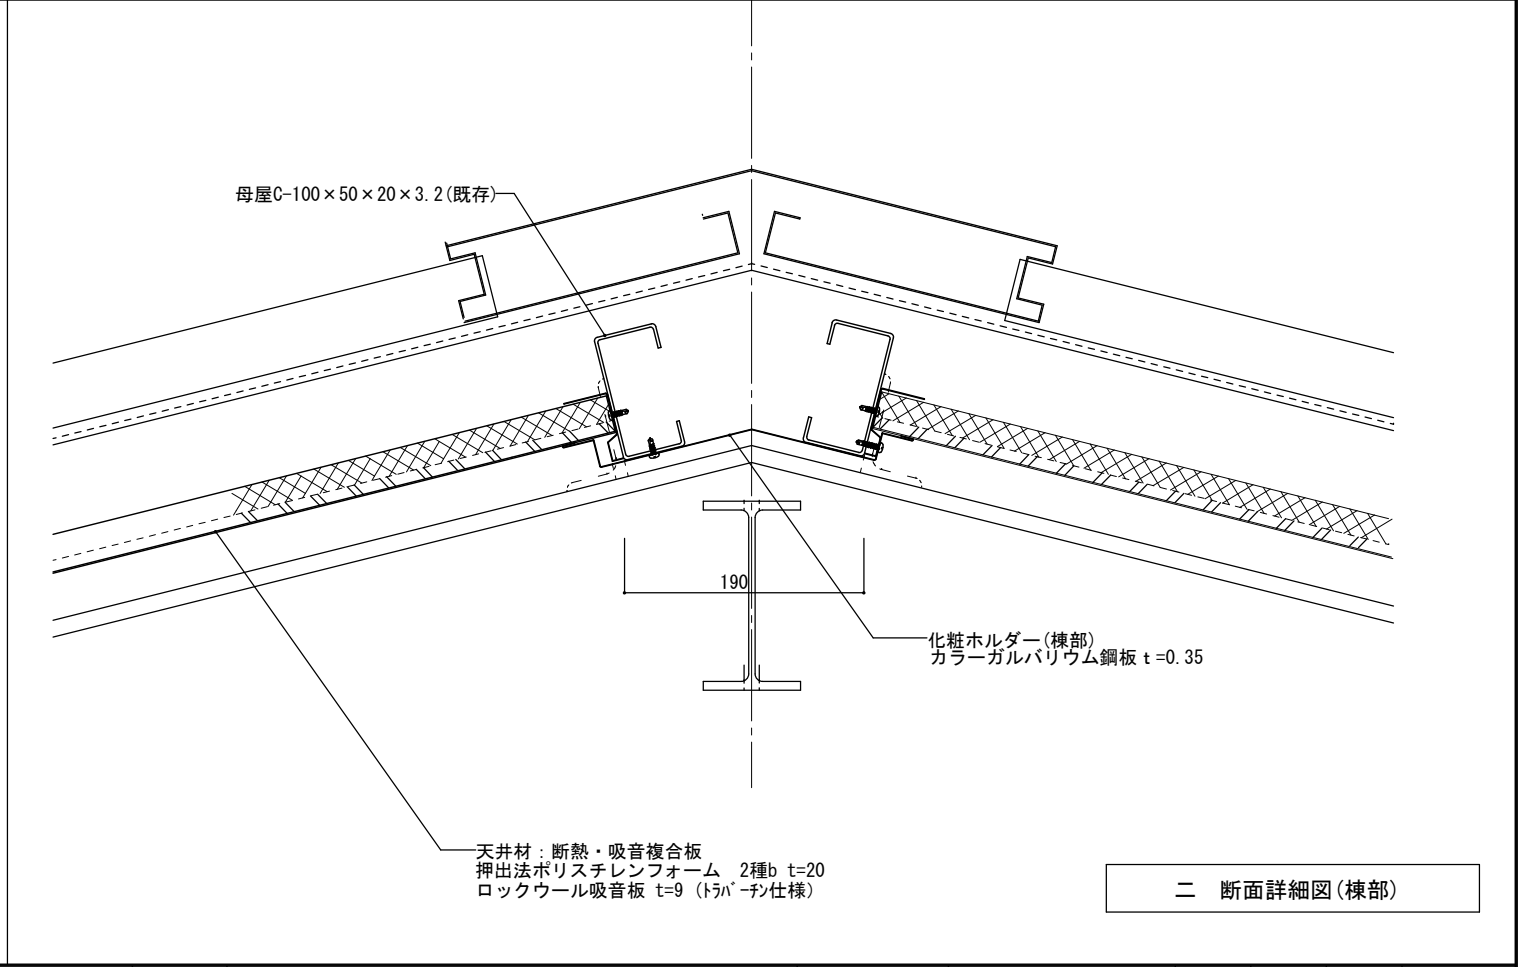 母屋C-100×50×20×3.2(既存)
190
化粧ホルダー(棟部)
カラーガルバリウム鋼板 t=0.35
天井材：断熱・吸音複合板
押出法ポリスチレンフォーム　2種b t=20
ロックウール吸音板 t=9 (ﾄﾗﾊﾞｰﾁﾝ仕様)
二　断面詳細図(棟部)